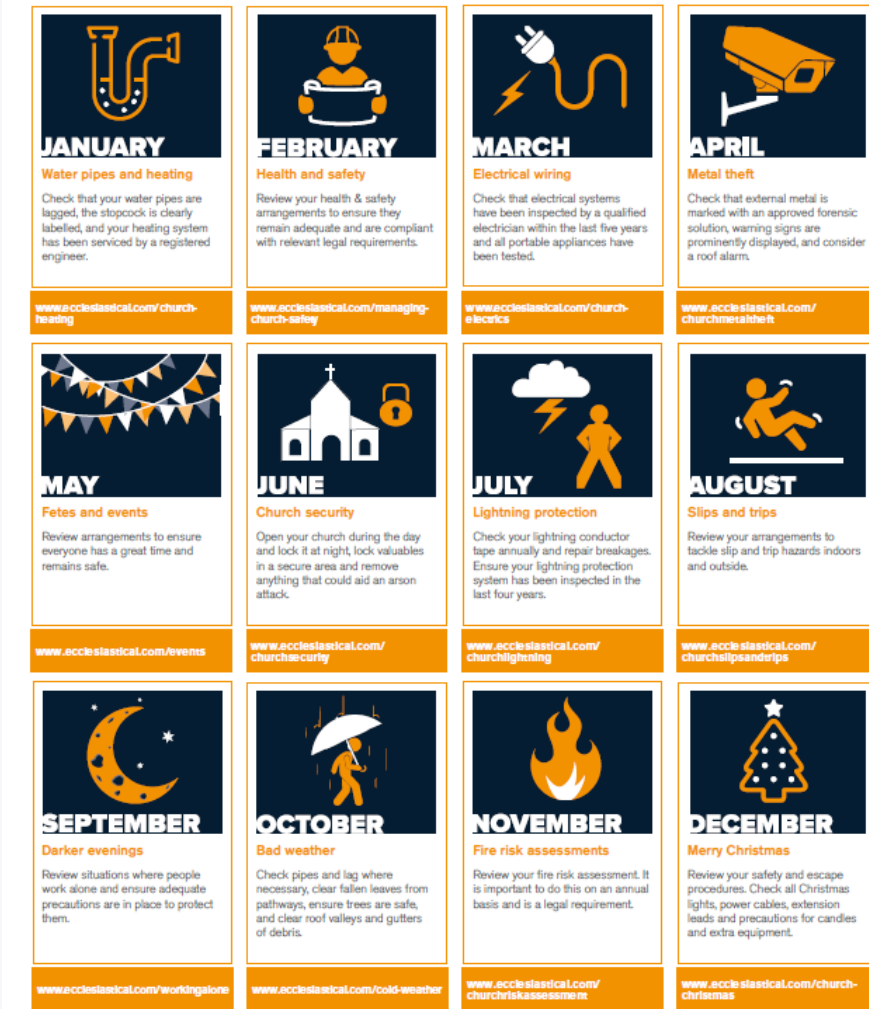 JANUARY
Water pipes and heating
Check that your water pipes are
lagged, the stopcock is clearly
labelled, and your heating system
has been serviced by a registered
engineer.
www.ecclesiastical.com/church-
heating
FEBRUARY
Health and safety
Review your health & safety
arrangements to ensure they
remain adequate and are compliant
with relevant legal requirements.
www.ecclesiastical.com/managing-
church-safety
MARCH
Electrical wiring
Check that electrical systems
have been inspected by a qualified
electrician within the last five years
and all portable appliances have
been tested.
www.ecclesiastical.com/church-
electrics
APRIL
Metal theft
Check that external metal is
marked with an approved forensic
solution, warning signs are
prominently displayed, and consider
a roof alarm.
www.ecclesiastical.com/
churchmetaltheft
MAY
Fetes and events
Review arrangements to ensure
everyone has a great time and
remains safe.
www.ecclesiastical.com/events
JUNE
Church security
Open your church during the day
and lock it at night, lock valuables
in a secure area and remove
anything that could aid an arson
attack.
www.ecclesiastical.com/
churchsecurity
JULY
Lightning protection
Check your lightning conductor
tape annually and repair breakages.
Ensure your lightning protection
system has been inspected in the
last four years.
www.ecclesiastical.com/
churchlightning
AUGUST
Slips and trips
Review your arrangements to
tackle slip and trip hazards indoors
and outside.
www.ecclesiastical.com/
churchslipsandtrips
SEPTEMBER
Darker evenings
Review situations where people
work alone and ensure adequate
precautions are in place to protect
them.
www.ecclesiastical.com/workingalone
OCTOBER
Bad weather
Check pipes and lag where
necessary, clear fallen leaves from
pathways, ensure trees are safe,
and clear roof valleys and gutters
of debris.
www.ecclesiastical.com/cold-weather
NOVEMBER
Fire risk assessments
Review your fire risk assessment. It
is important to do this on an annual
basis and is a legal requirement.
www.ecclesiastical.com/
churchriskassessment
DECEMBER
Merry Christmas
Review your safety and escape
procedures. Check all Christmas
lights, power cables, extension
leads and precautions for candles
and extra equipment.
www.ecclesiastical.com/church-
christmas